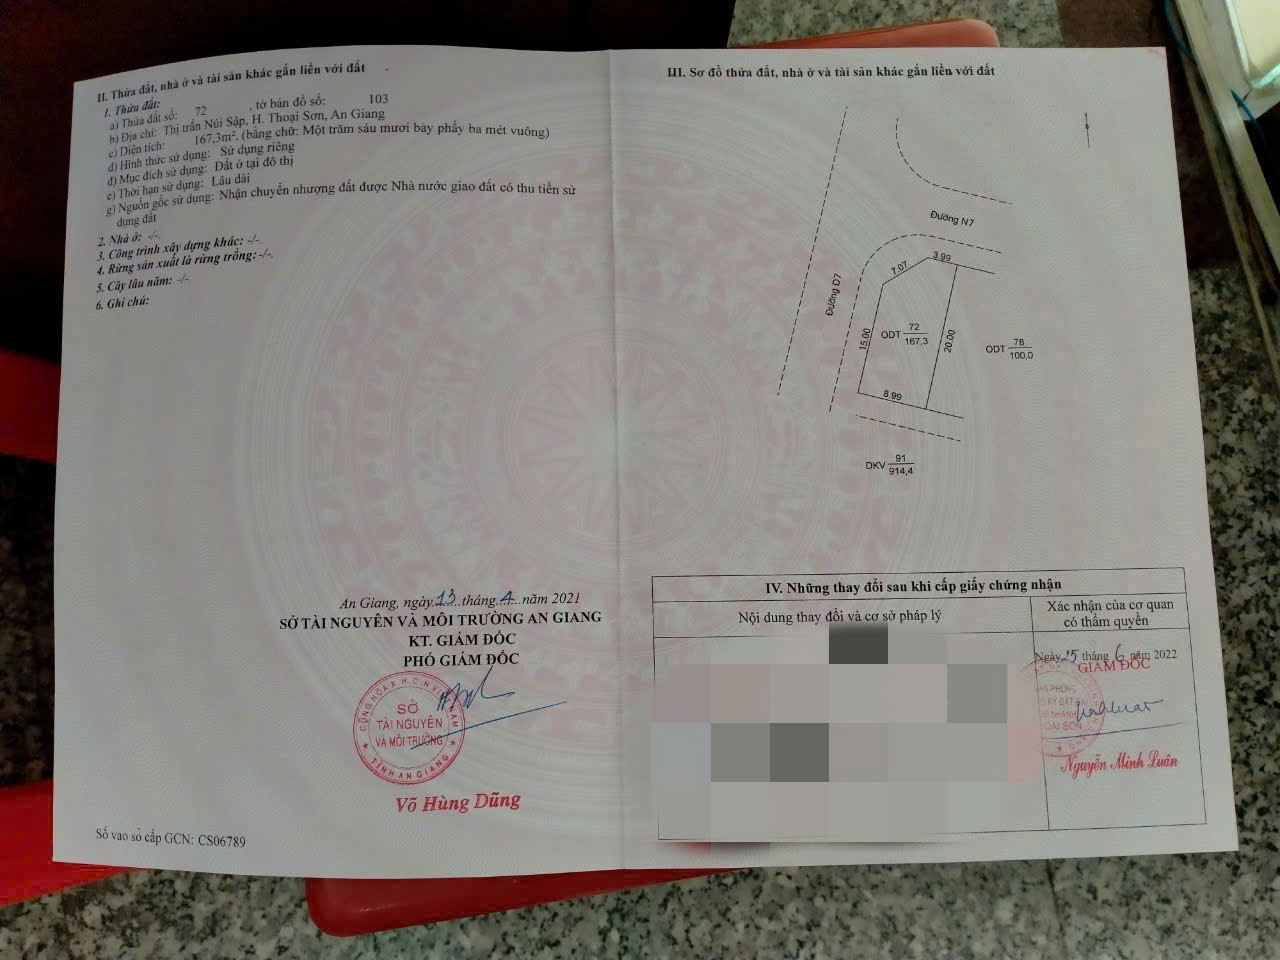 II. Thửa đất, nhà ở và tài sản khác gắn liền với đất
1. Thửa đất:
a) Thửa đất số: 72 , tờ bản đồ số: 103
b) Địa chỉ: Thị trấn Núi Sập, H. Thoại Sơn, An Giang
c) Diện tích: 167,3m², (bằng chữ: Một trăm sáu mươi bảy phẩy ba mét vuông)
d) Hình thức sử dụng: Sử dụng riêng
đ) Mục đích sử dụng: Đất ở tại đô thị
e) Thời hạn sử dụng: Lâu dài
g) Nguồn gốc sử dụng: Nhận chuyển nhượng đất được Nhà nước giao đất có thu tiền sử
dụng đất
2. Nhà ở: -/-.
3. Công trình xây dựng khác: -/-.
4. Rừng sản xuất là rừng trồng: -/-.
5. Cây lâu năm: -/-
6. Ghi chú:
An Giang, ngày 13 tháng 4 năm 2021
SỞ TÀI NGUYÊN VÀ MÔI TRƯỜNG AN GIANG
KT. GIÁM ĐỐC
PHÓ GIÁM ĐỐC
CỘNG HÒA X.H.C.N VIỆT NAM
SỞ
TÀI NGUYÊN
VÀ MÔI TRƯỜNG
TỈNH AN GIANG
Võ Hùng Dũng
Số vào sổ cấp GCN: CS06789
III. Sơ đồ thửa đất, nhà ở và tài sản khác gắn liền với đất
Đường N7
Đường D7
7.07
3.99
15.00
ODT 72
167,3
20.00
ODT 78
100,0
8.99
DKV 91
914,4
IV. Những thay đổi sau khi cấp giấy chứng nhận
Nội dung thay đổi và cơ sở pháp lý
Xác nhận của cơ quan
có thẩm quyền
Ngày 25 tháng 6 năm 2022
GIÁM ĐỐC
Nguyễn Minh Luân